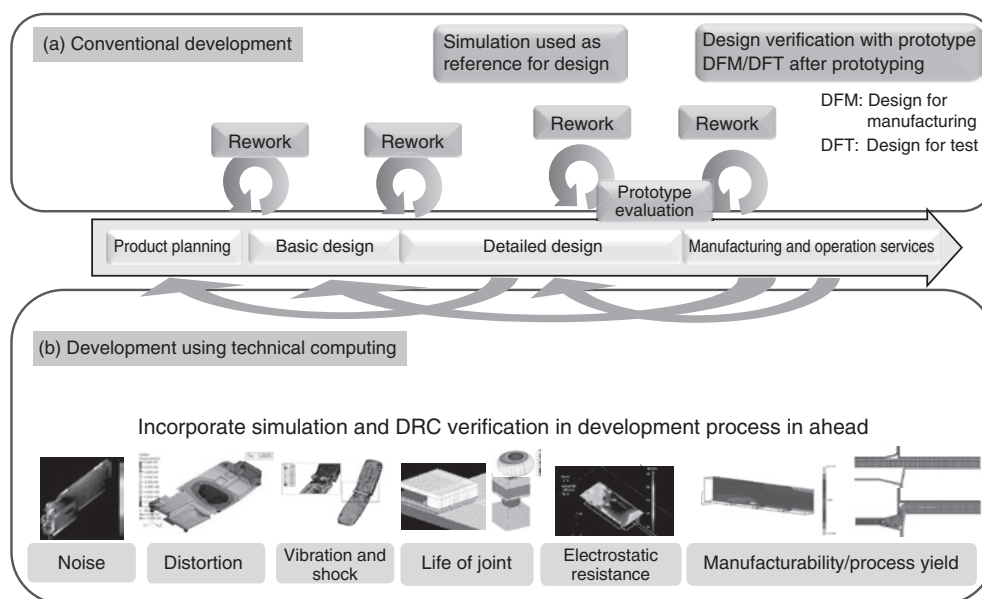 (a) Conventional development
Simulation used as
reference for design
Design verification with prototype
DFM/DFT after prototyping
DFM: Design for
manufacturing
DFT: Design for test
Rework
Rework
Rework
Rework
Prototype
evaluation
Product planning
Basic design
Detailed design
Manufacturing and operation services
(b) Development using technical computing
Incorporate simulation and DRC verification in development process in ahead
Noise
Distortion
Vibration and
shock
Life of joint
Electrostatic
resistance
Manufacturability/process yield